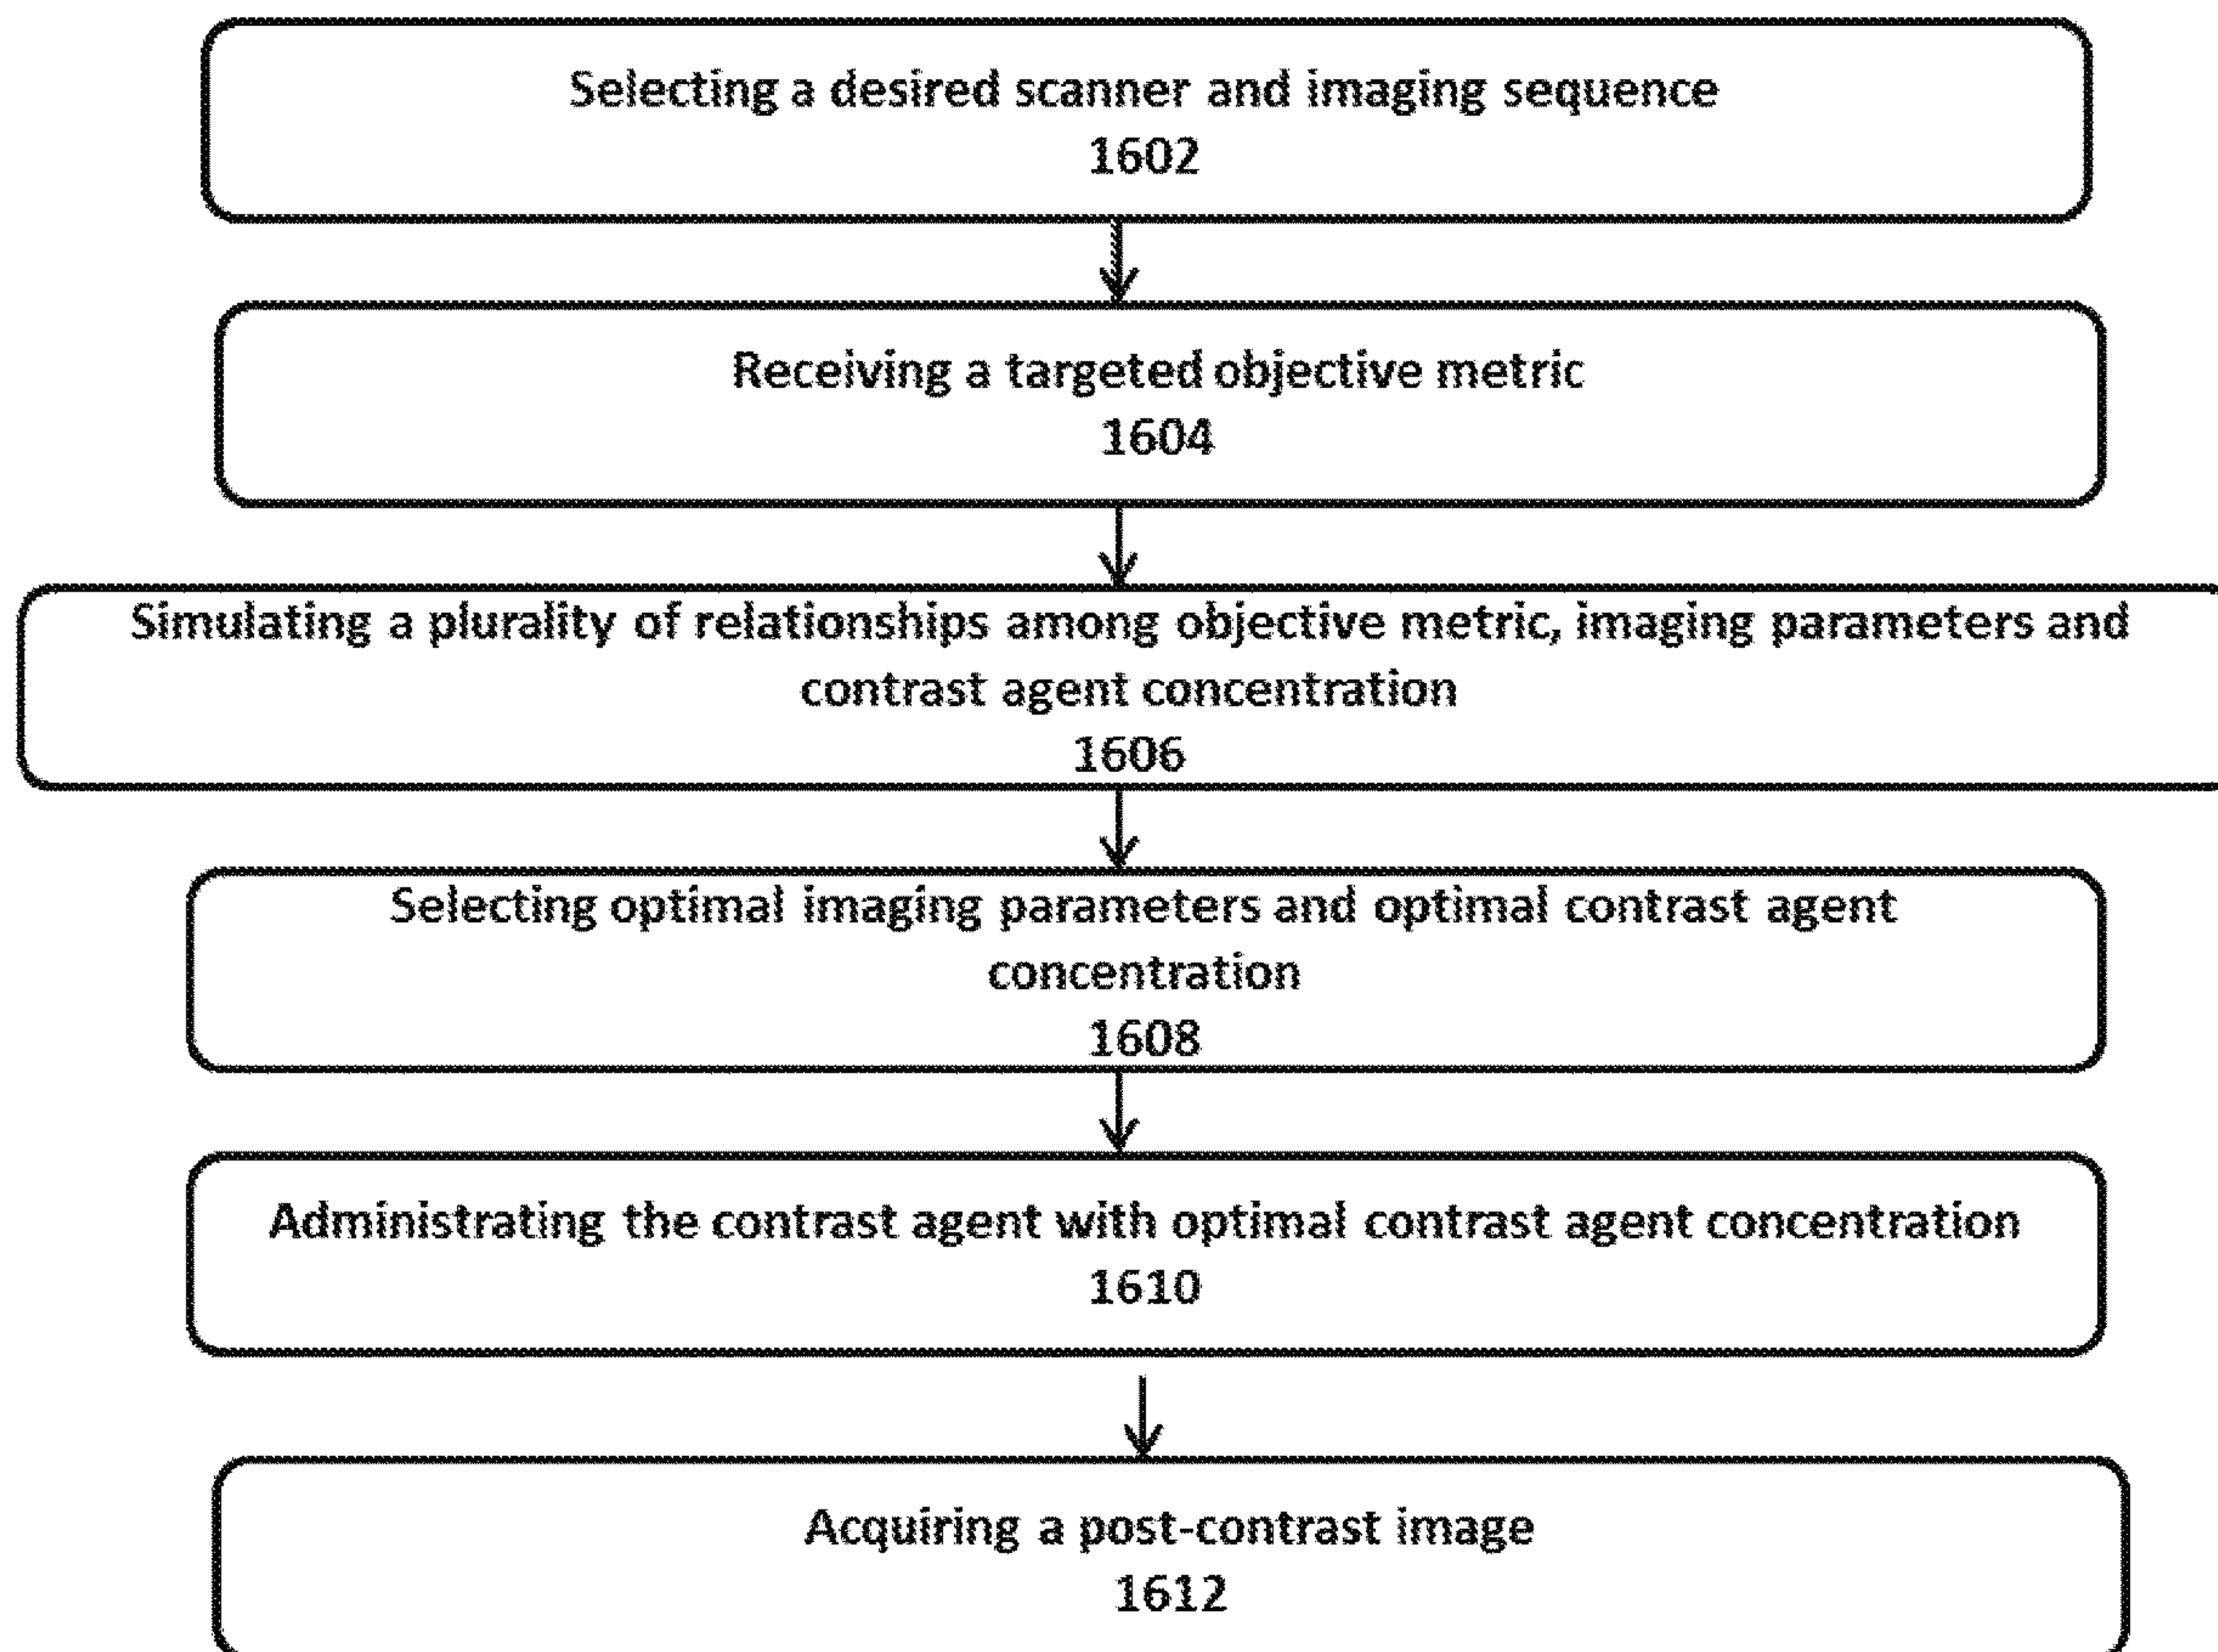 Selecting a desired scanner and imaging sequence
1602
Receiving a targeted objective metric
1604
Simulating a plurality of relationships among objective metric, imaging parameters and
contrast agent concentration
1606
Selecting optimal imaging parameters and optimal contrast agent
concentration
1608
Administrating the contrast agent with optimal contrast agent concentration
1610
Acquiring a post-contrast image
1612